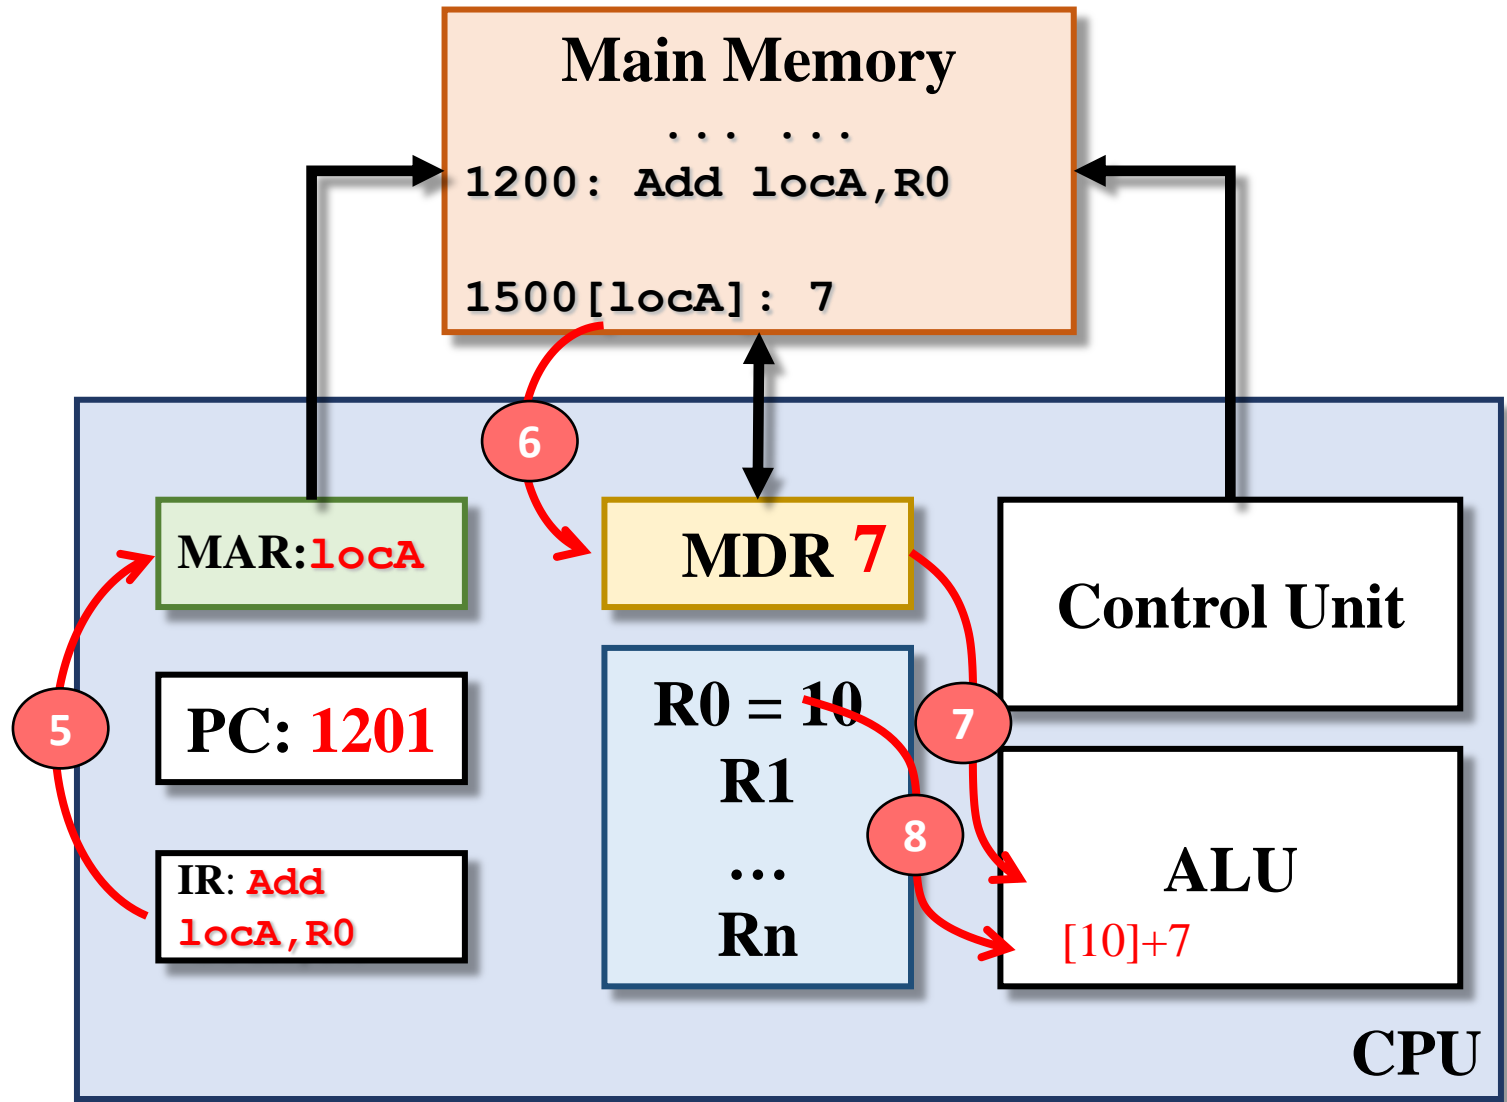 Main Memory
... ...
1200: Add locA,R0
1500[locA]: 7
6
MAR:locA
MDR 7
Control Unit
5
PC: 1201
R0 = 10
R1
...
Rn
7
8
IR: Add
locA,R0
ALU
[10]+7
CPU